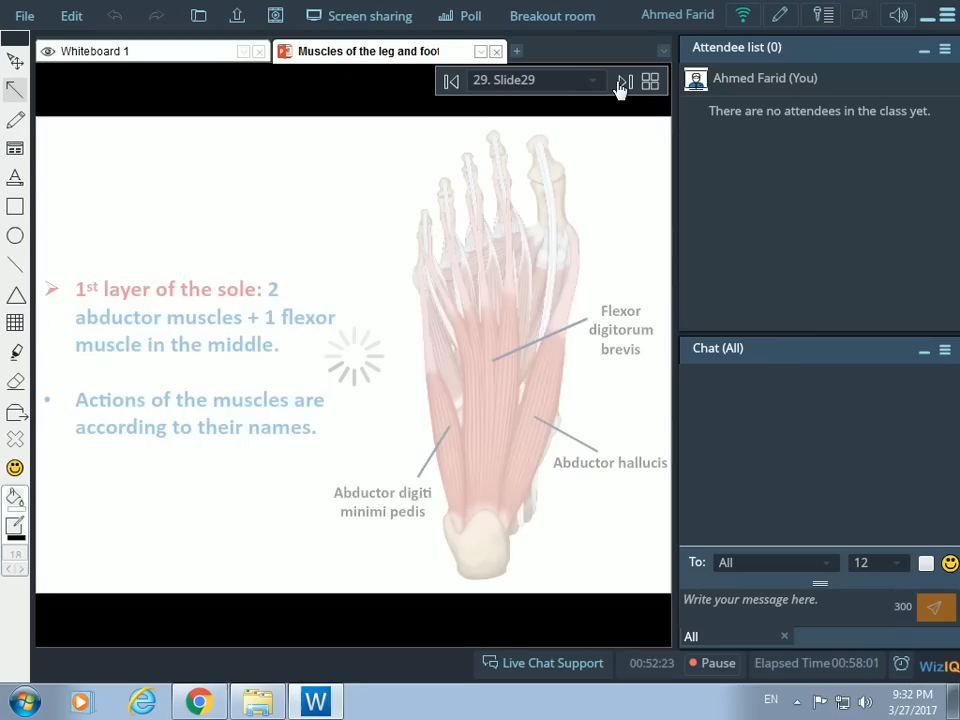 File Edit Screen sharing Poll Breakout room Ahmed Farid
Whiteboard 1 Muscles of the leg and foot
Attendee list (0)
29. Slide29
Ahmed Farid (You)
There are no attendees in the class yet.
1st layer of the sole: 2
abductor muscles + 1 flexor
muscle in the middle.
Actions of the muscles are
according to their names.
Flexor
digitorum
brevis
Abductor hallucis
Abductor digiti
minimi pedis
Chat (All)
To: All 12
Write your message here. 300
All
Live Chat Support 00:52:23 Pause Elapsed Time 00:58:01 WizIQ
18
EN 9:32 PM
3/27/2017